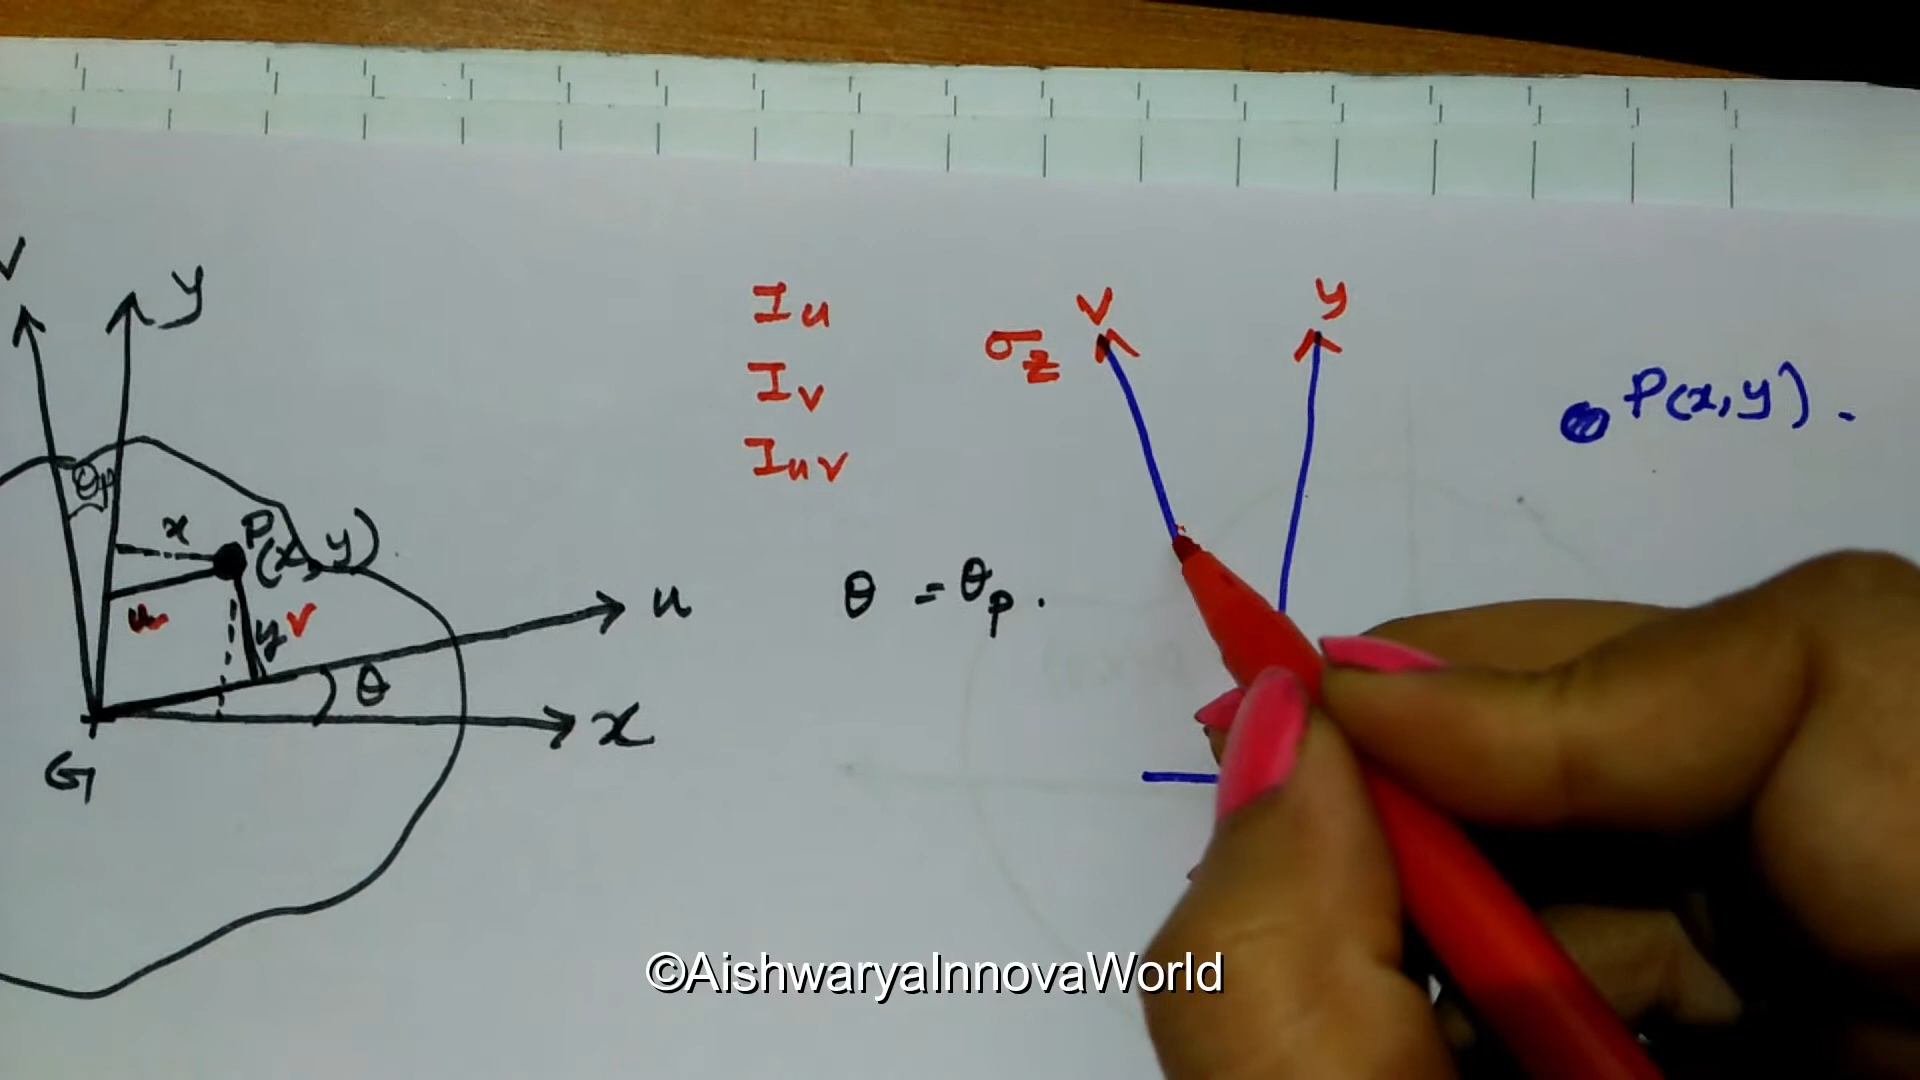 V
y
θp
x
P
(x, y)
u
y
V
θ
u
x
G
Iu
Iv
Iuv
σz
V
y
P(x,y).
θ = θp.
©AishwaryaInnovaWorld